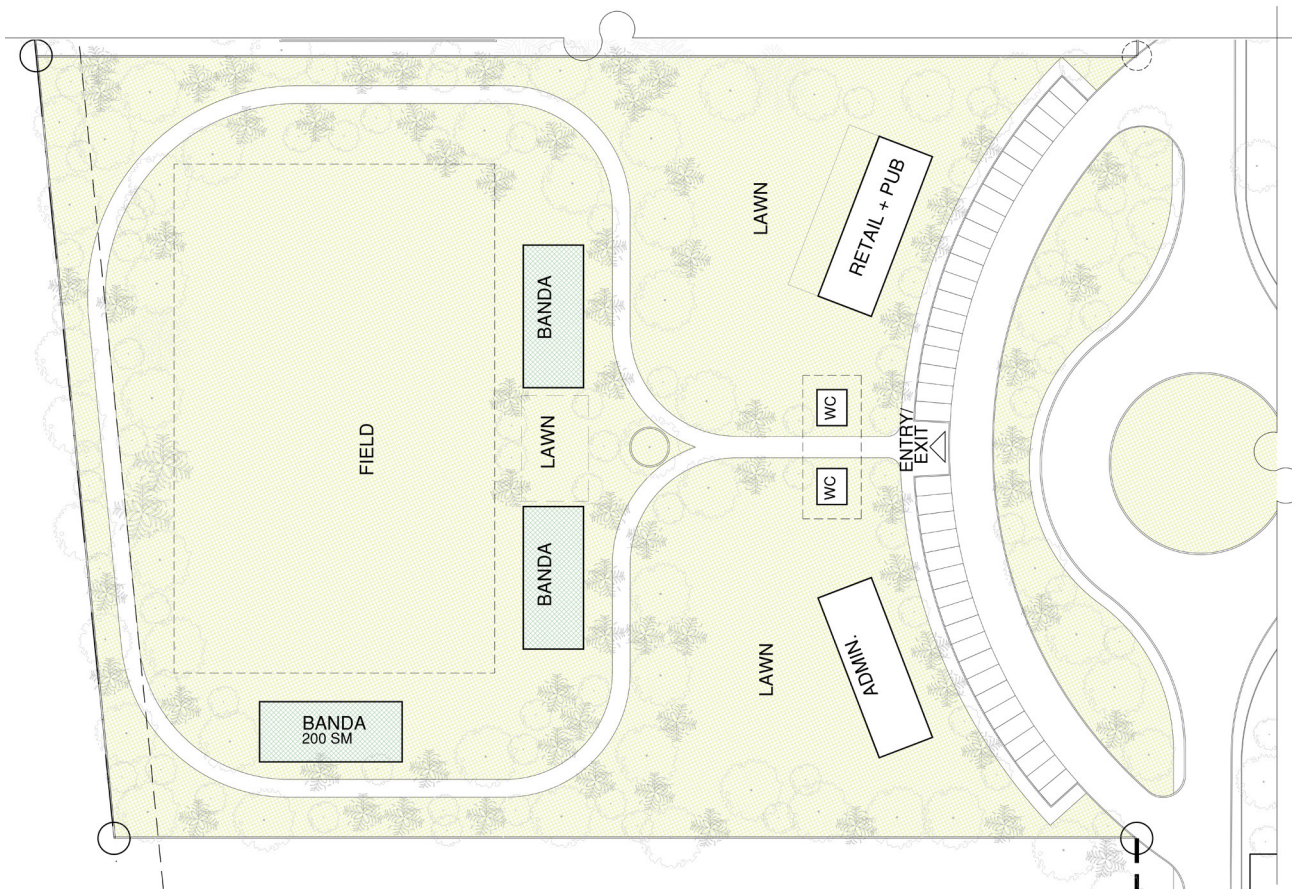 LAWN
RETAIL + PUB
BANDA
WC
FIELD
LAWN
ENTRY/
EXIT
WC
BANDA
LAWN
ADMIN.
BANDA
200 SM